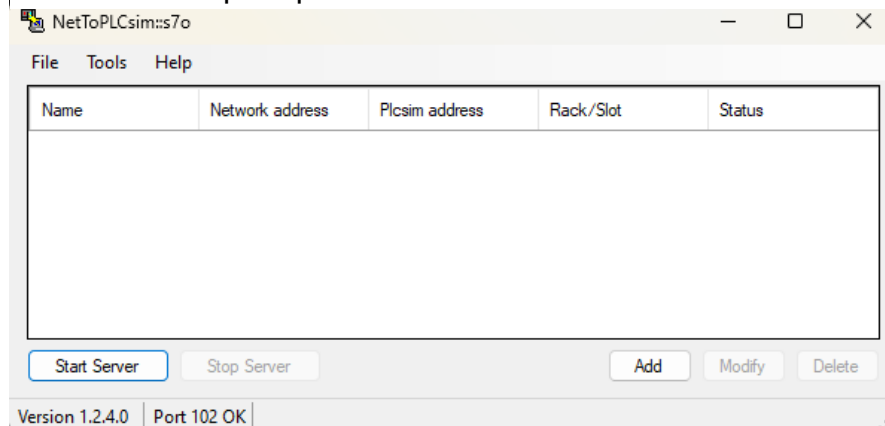 NetToPLCsim::s7o
File Tools Help
Name Network address Plcsim address Rack/Slot Status
Start Server Stop Server Add Modify Delete
Version 1.2.4.0 Port 102 OK